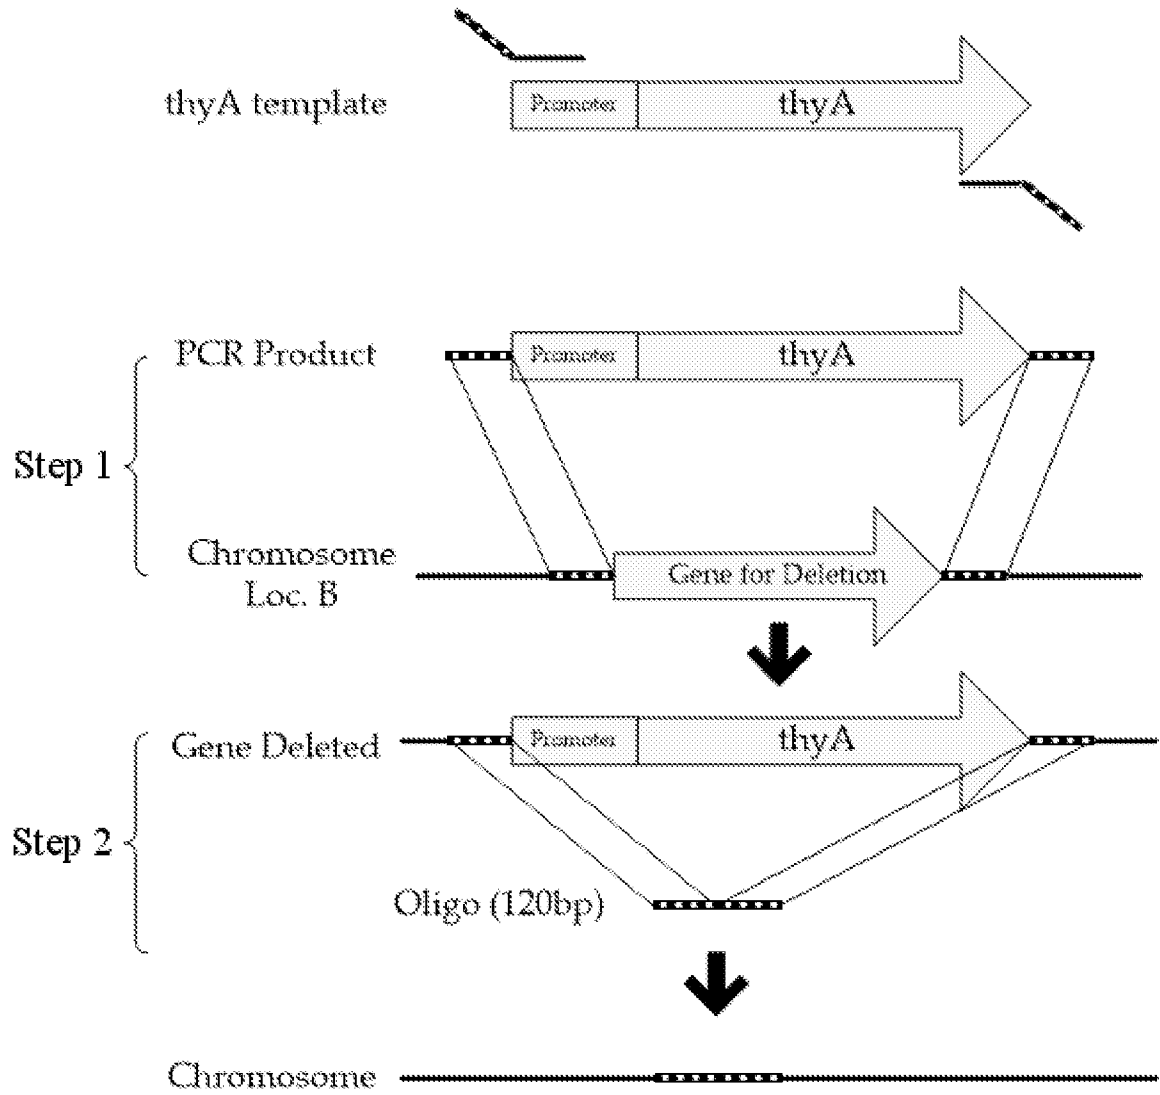 thyA template
Promoter
thyA
PCR Product
Promoter
thyA
Step 1
Chromosome
Loc. B
Gene for Deletion
Gene Deleted
Promoter
thyA
Step 2
Oligo (120bp)
Chromosome